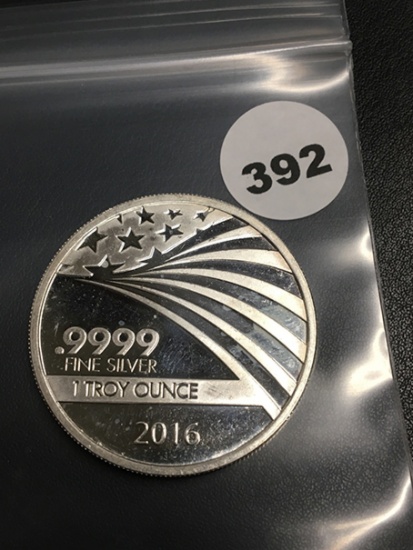 392
.9999
.FINE SILVER
1 TROY OUNCE
2016